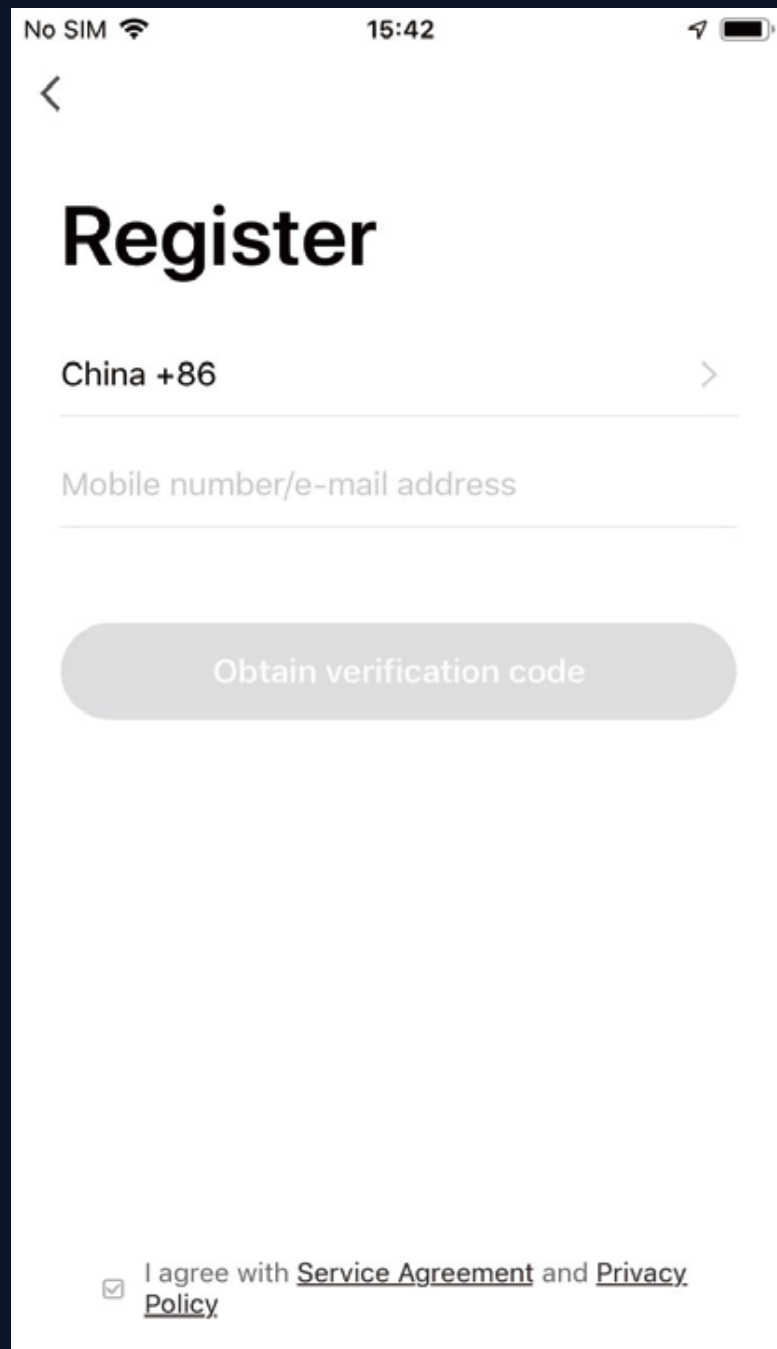 No SIM 15:42
Register
China +86
Mobile number/e-mail address
Obtain verification code
I agree with Service Agreement and Privacy
Policy